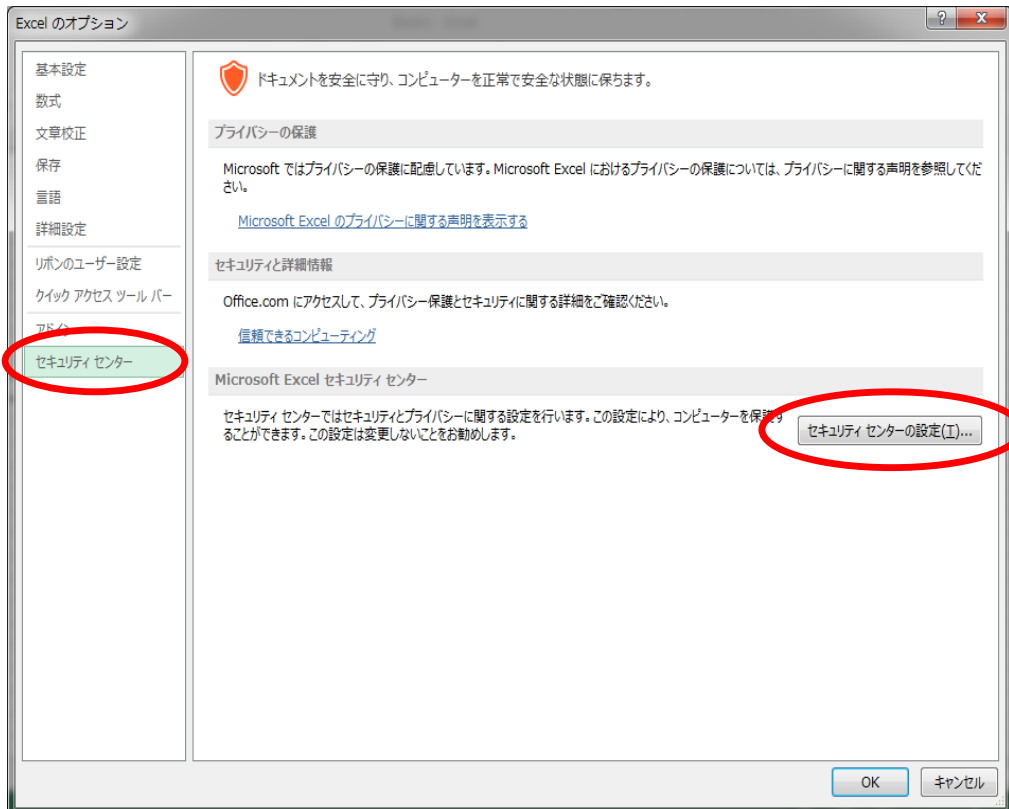 Excel のオプション
基本設定
数式
文章校正
保存
言語
詳細設定
リボンのユーザー設定
クイック アクセス ツール バー
アドイン
セキュリティ センター
ドキュメントを安全に守り、コンピューターを正常で安全な状態に保ちます。
プライバシーの保護
Microsoft ではプライバシーの保護に配慮しています。Microsoft Excel におけるプライバシーの保護については、プライバシーに関する声明を参照してくだ
さい。
Microsoft Excel のプライバシーに関する声明を表示する
セキュリティと詳細情報
Office.com にアクセスして、プライバシー保護とセキュリティに関する詳細をご確認ください。
信頼できるコンピューティング
Microsoft Excel セキュリティ センター
セキュリティ センターではセキュリティとプライバシーに関する設定を行います。この設定により、コンピューターを保護す
ることができます。この設定は変更しないことをお勧めします。
セキュリティ センターの設定(T)...
OK
キャンセル